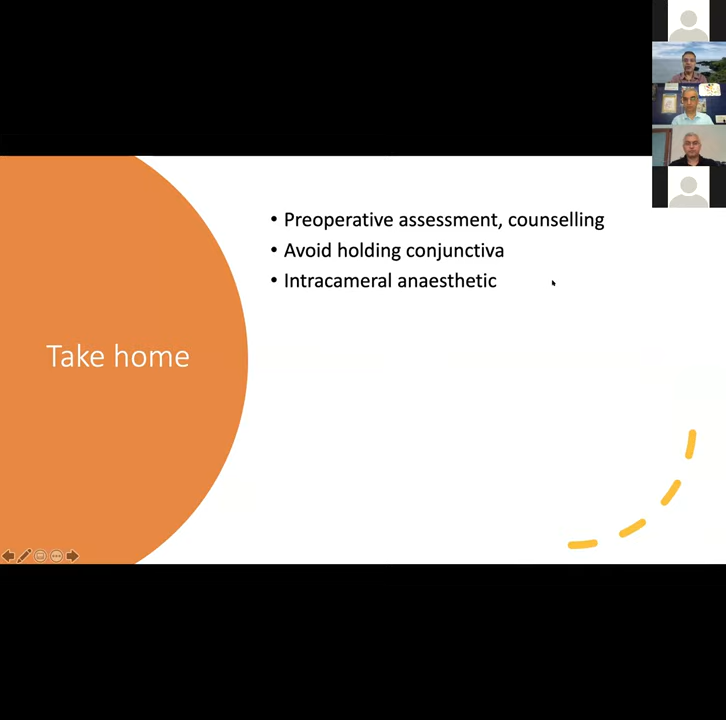 Take home
• Preoperative assessment, counselling
• Avoid holding conjunctiva
• Intracameral anaesthetic